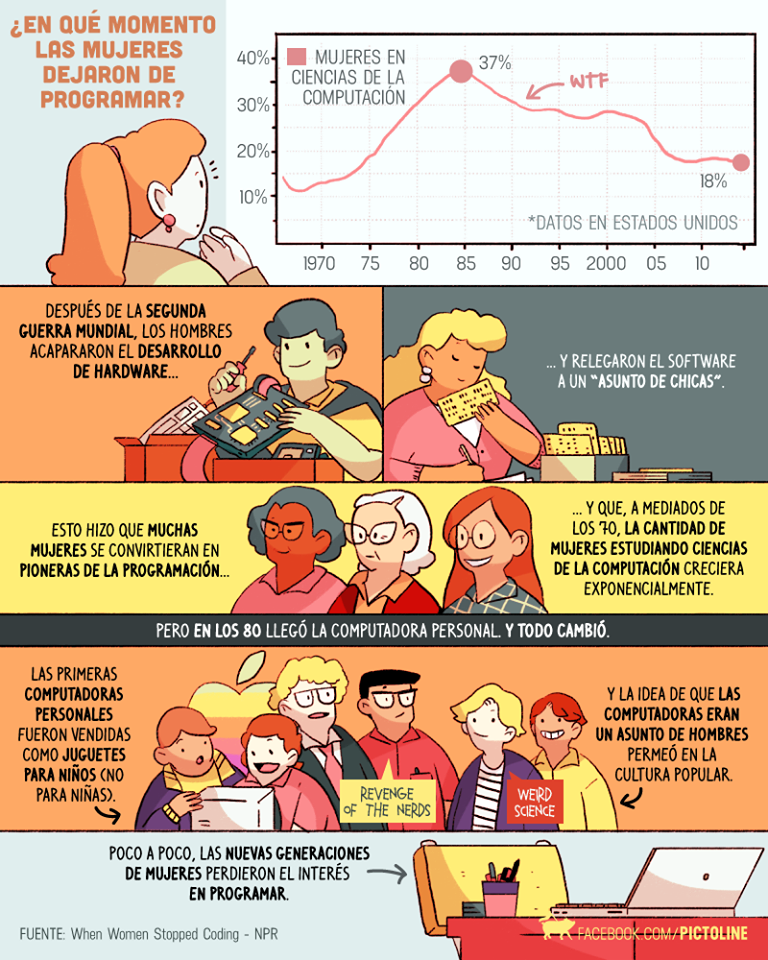 ¿EN QUÉ MOMENTO
LAS MUJERES
DEJARON DE
PROGRAMAR?
40%
30%
20%
10%
MUJERES EN
CIENCIAS DE LA
COMPUTACIÓN
37%
WTF
18%
*DATOS EN ESTADOS UNIDOS
1970 75 80 85 90 95 2000 05 10
DESPUÉS DE LA SEGUNDA
GUERRA MUNDIAL, LOS HOMBRES
ACAPARARON EL DESARROLLO
DE HARDWARE...
... Y RELEGARON EL SOFTWARE
A UN “ASUNTO DE CHICAS”.
ESTO HIZO QUE MUCHAS
MUJERES SE CONVIRTIERAN EN
PIONERAS DE LA PROGRAMACIÓN...
... Y QUE, A MEDIADOS DE
LOS 70, LA CANTIDAD DE
MUJERES ESTUDIANDO CIENCIAS
DE LA COMPUTACIÓN CRECIERA
EXPONENCIALMENTE.
PERO EN LOS 80 LLEGÓ LA COMPUTADORA PERSONAL. Y TODO CAMBIÓ.
LAS PRIMERAS
COMPUTADORAS
PERSONALES
FUERON VENDIDAS
COMO JUGUETES
PARA NIÑOS (NO
PARA NIÑAS).
REVENGE
OF THE NERDS
WEIRD
SCIENCE
Y LA IDEA DE QUE LAS
COMPUTADORAS ERAN
UN ASUNTO DE HOMBRES
PERMEÓ EN LA
CULTURA POPULAR.
POCO A POCO, LAS NUEVAS GENERACIONES
DE MUJERES PERDIERON EL INTERÉS
EN PROGRAMAR.
FUENTE: When Women Stopped Coding - NPR
FACEBOOK.COM/PICTOLINE